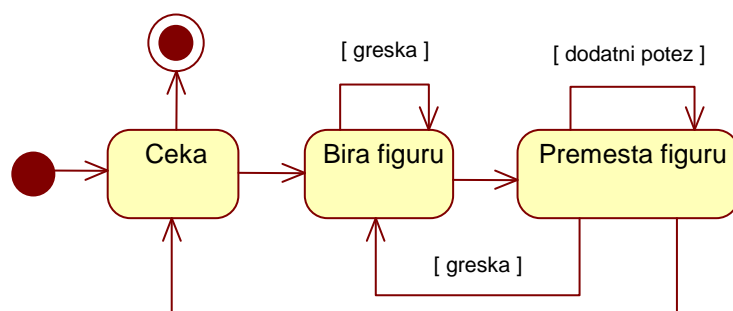 [ greska ]
[ dodatni potez ]
Ceka
Bira figuru
Premesta figuru
[ greska ]